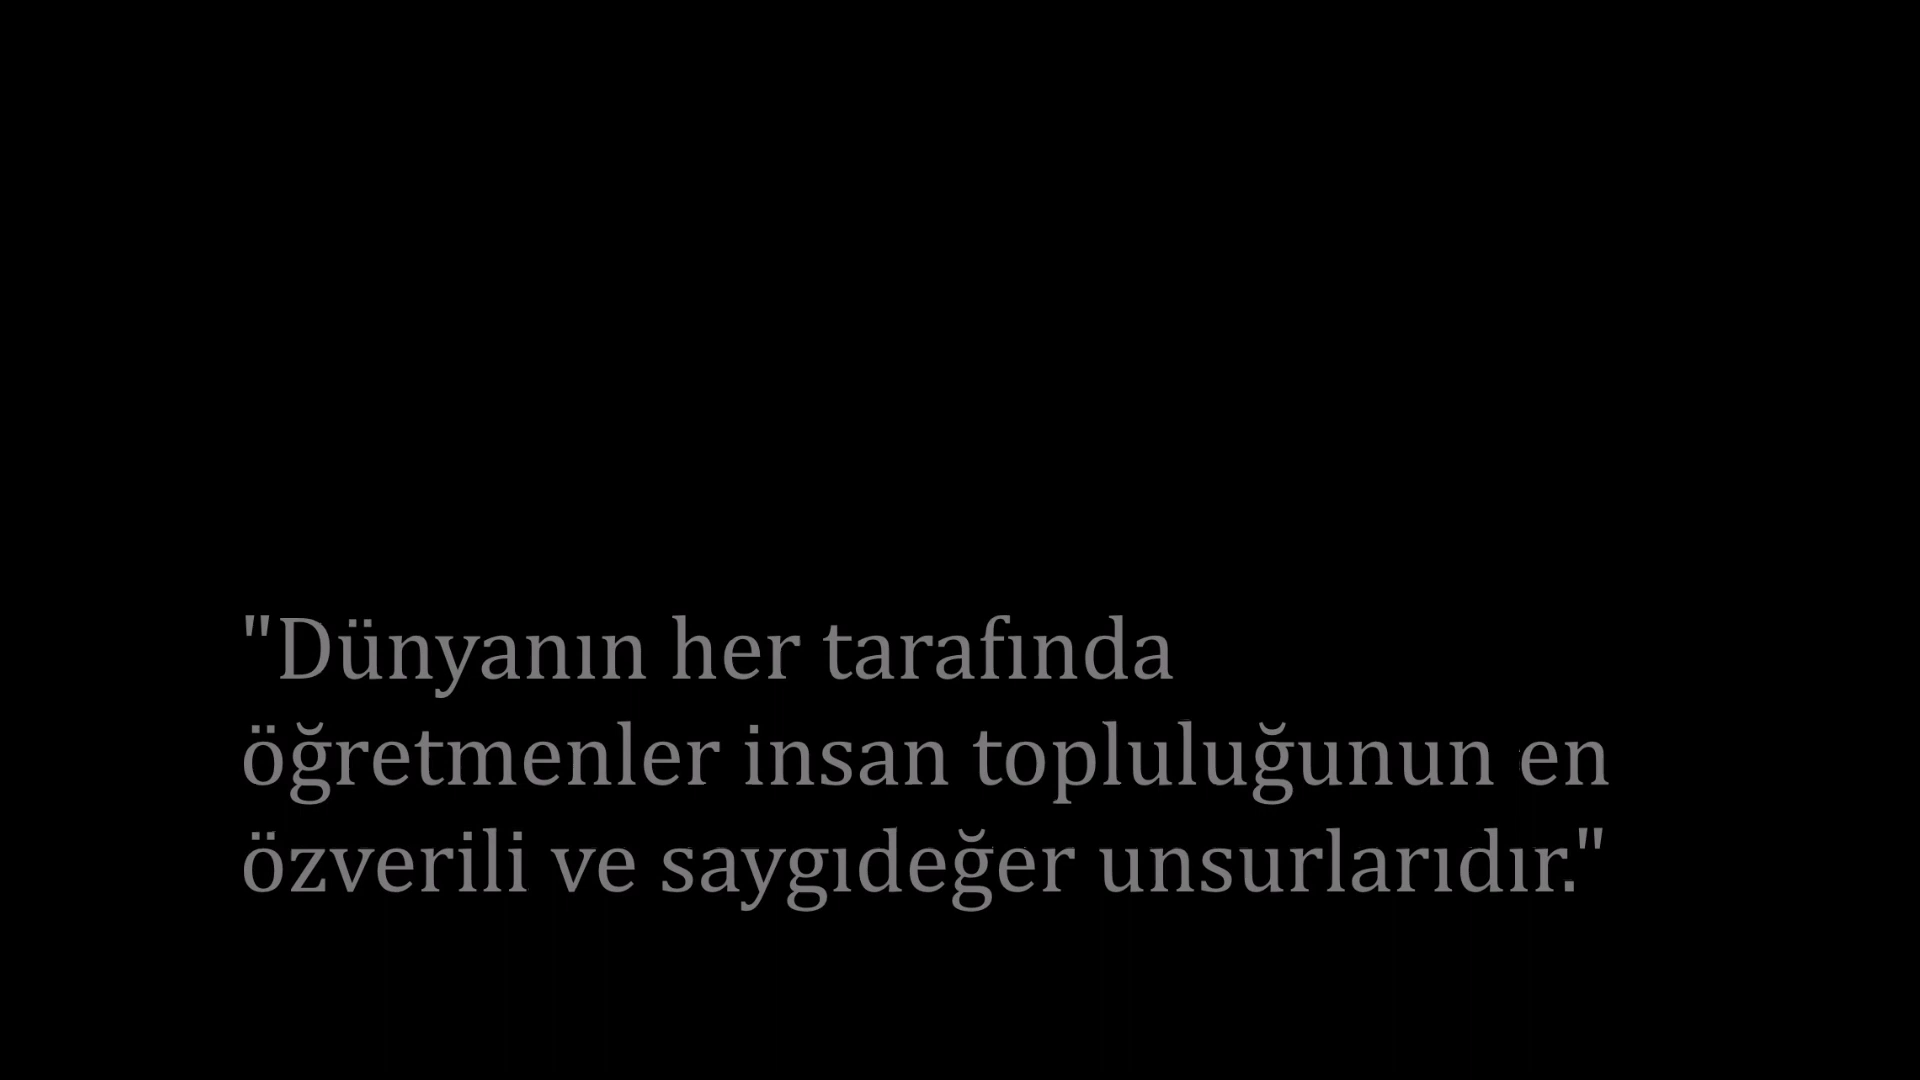 "Dünyanın her tarafında
öğretmenler insan topluluğunun en
özverili ve saygıdeğer unsurlarıdır."